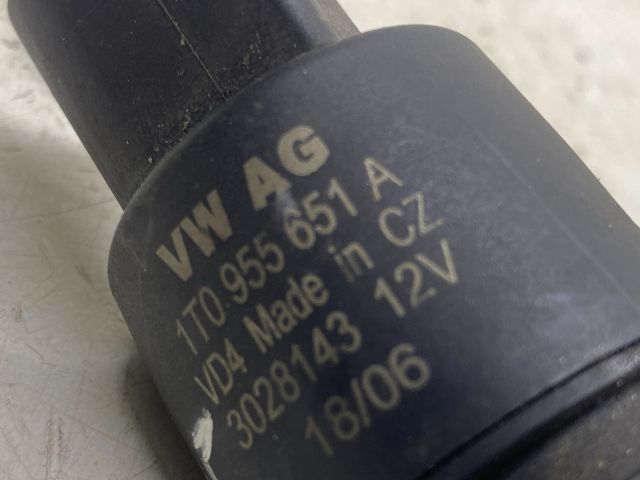 VW AG
1T0 955 651 A
VD4 Made in CZ
3028143 12V
18/06